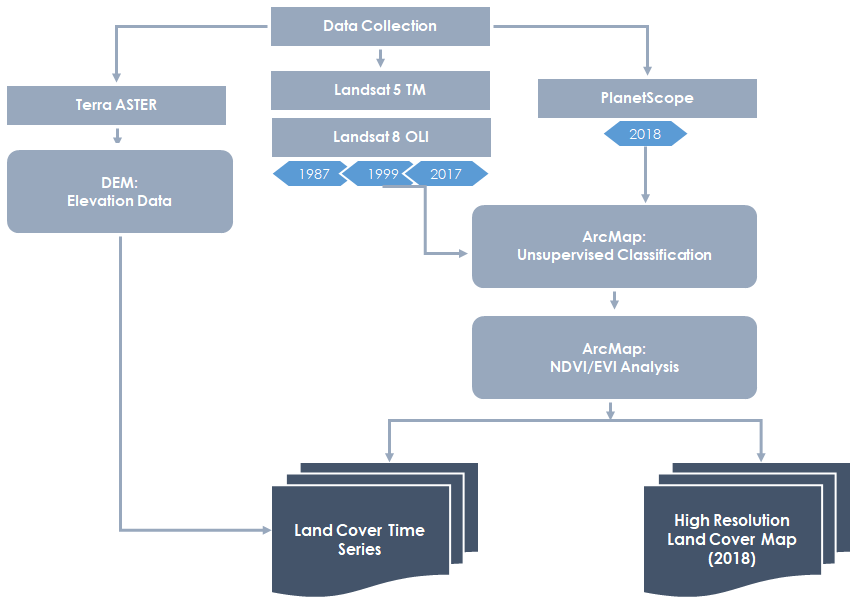 Data Collection
Terra ASTER
Landsat 5 TM
PlanetScope
Landsat 8 OLI
2018
1987
1999
2017
DEM:
Elevation Data
ArcMap:
Unsupervised Classification
ArcMap:
NDVI/EVI Analysis
Land Cover Time
Series
High Resolution
Land Cover Map
(2018)